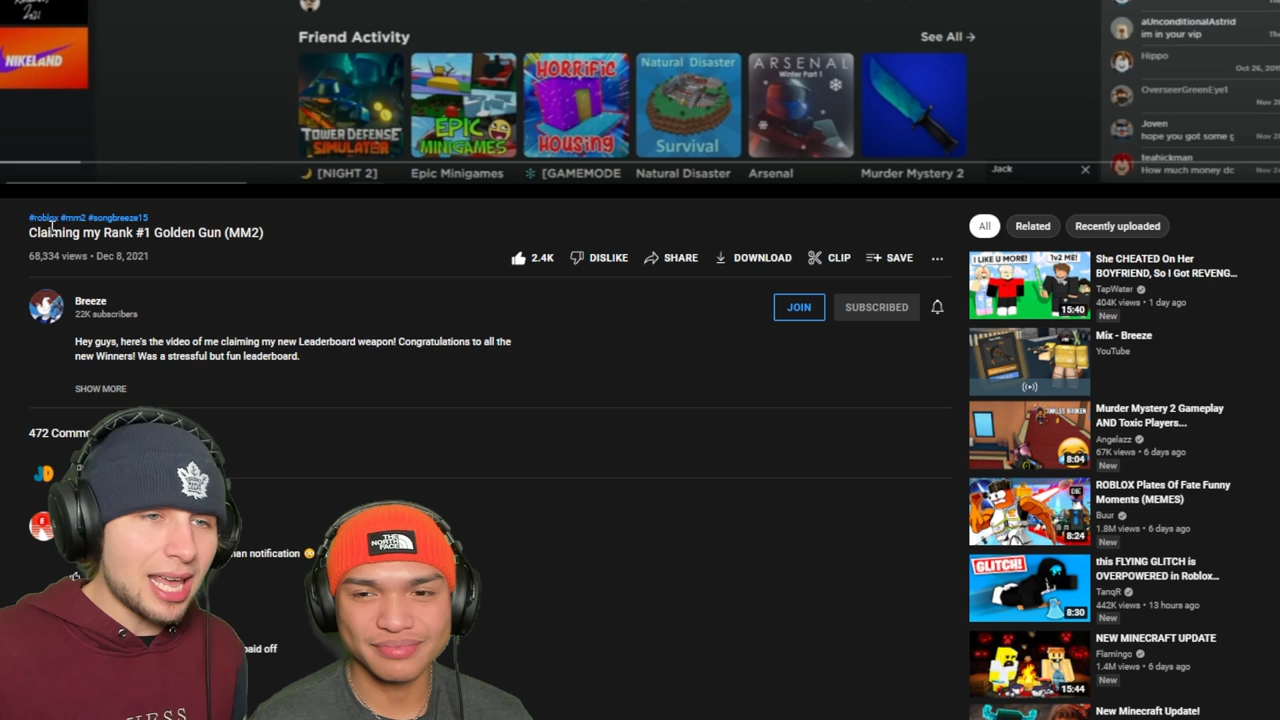 2021
NIKELAND
Friend Activity
See All →
TOWER DEFENSE
SIMULATOR
EPIC
MINIGAMES
HORRIFIC
HOUSING
Natural Disaster
Survival
ARSENAL
Winter Part 1
[NIGHT 2]
Epic Minigames
[GAMEMODE
Natural Disaster
Arsenal
Murder Mystery 2
aUnconditionalAstrid
im in your vip
Hippo
OverseerGreenEye1
Joven
hope you got some g
teahickman
How much money dc
Jack
#roblox #mm2 #songbreeze15
Claiming my Rank #1 Golden Gun (MM2)
68,334 views • Dec 8, 2021
2.4K
DISLIKE
SHARE
DOWNLOAD
CLIP
SAVE
Breeze
22K subscribers
JOIN
SUBSCRIBED
Hey guys, here's the video of me claiming my new Leaderboard weapon! Congratulations to all the
new Winners! Was a stressful but fun leaderboard.
SHOW MORE
472 Comme
JD
an notification
paid off
THE
NORTH
FACE
All
Related
Recently uploaded
I LIKE U MORE!
1V2 ME!
15:40
She CHEATED On Her
BOYFRIEND, So I Got REVENG...
TapWater
404K views • 1 day ago
New
Mix - Breeze
YouTube
8:04
Murder Mystery 2 Gameplay
AND Toxic Players...
Angelazz
67K views • 6 days ago
New
DIE
8:24
ROBLOX Plates Of Fate Funny
Moments (MEMES)
Buur
1.8M views • 6 days ago
New
GLITCH!
8:30
this FLYING GLITCH is
OVERPOWERED in Roblox...
TanqR
442K views • 13 hours ago
New
15:44
NEW MINECRAFT UPDATE
Flamingo
1.4M views • 6 days ago
New
New Minecraft Update!